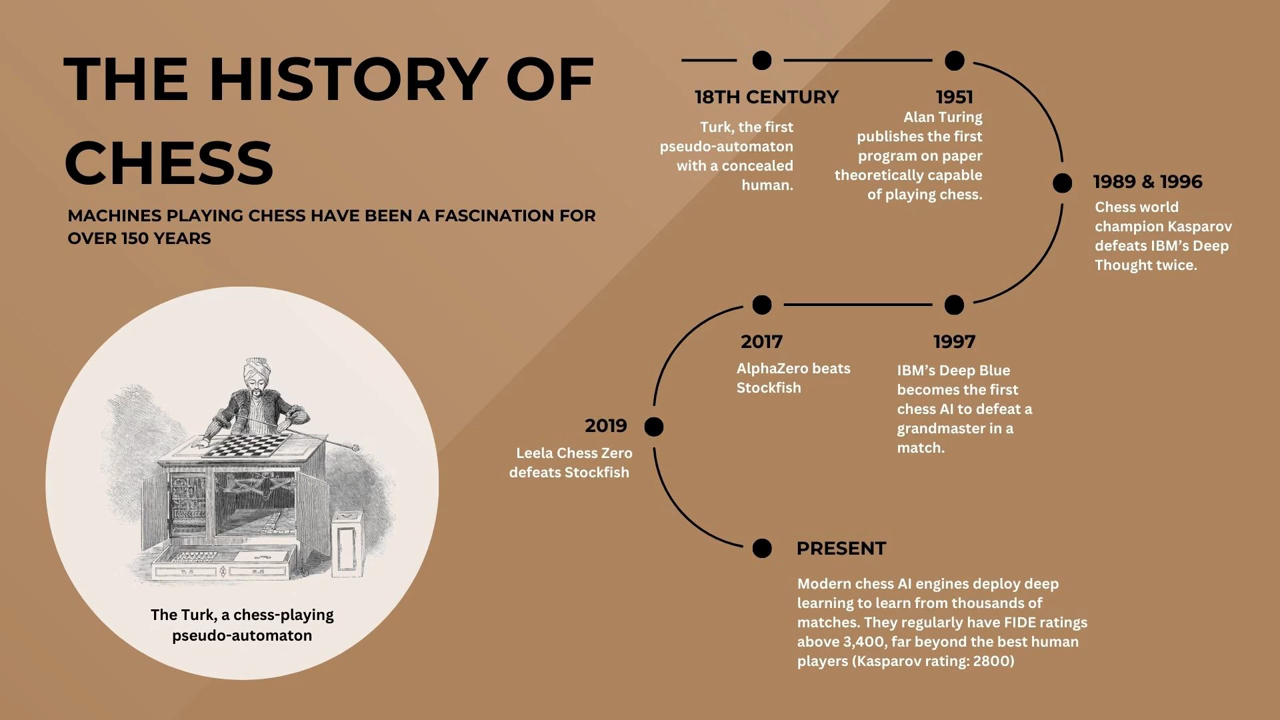 THE HISTORY OF
CHESS
MACHINES PLAYING CHESS HAVE BEEN A FASCINATION FOR
OVER 150 YEARS
The Turk, a chess-playing
pseudo-automaton
18TH CENTURY
Turk, the first
pseudo-automaton
with a concealed
human.
1951
Alan Turing
publishes the first
program on paper
theoretically capable
of playing chess.
1989 & 1996
Chess world
champion Kasparov
defeats IBM’s Deep
Thought twice.
1997
IBM’s Deep Blue
becomes the first
chess AI to defeat a
grandmaster in a
match.
2017
AlphaZero beats
Stockfish
2019
Leela Chess Zero
defeats Stockfish
PRESENT
Modern chess AI engines deploy deep
learning to learn from thousands of
matches. They regularly have FIDE ratings
above 3,400, far beyond the best human
players (Kasparov rating: 2800)